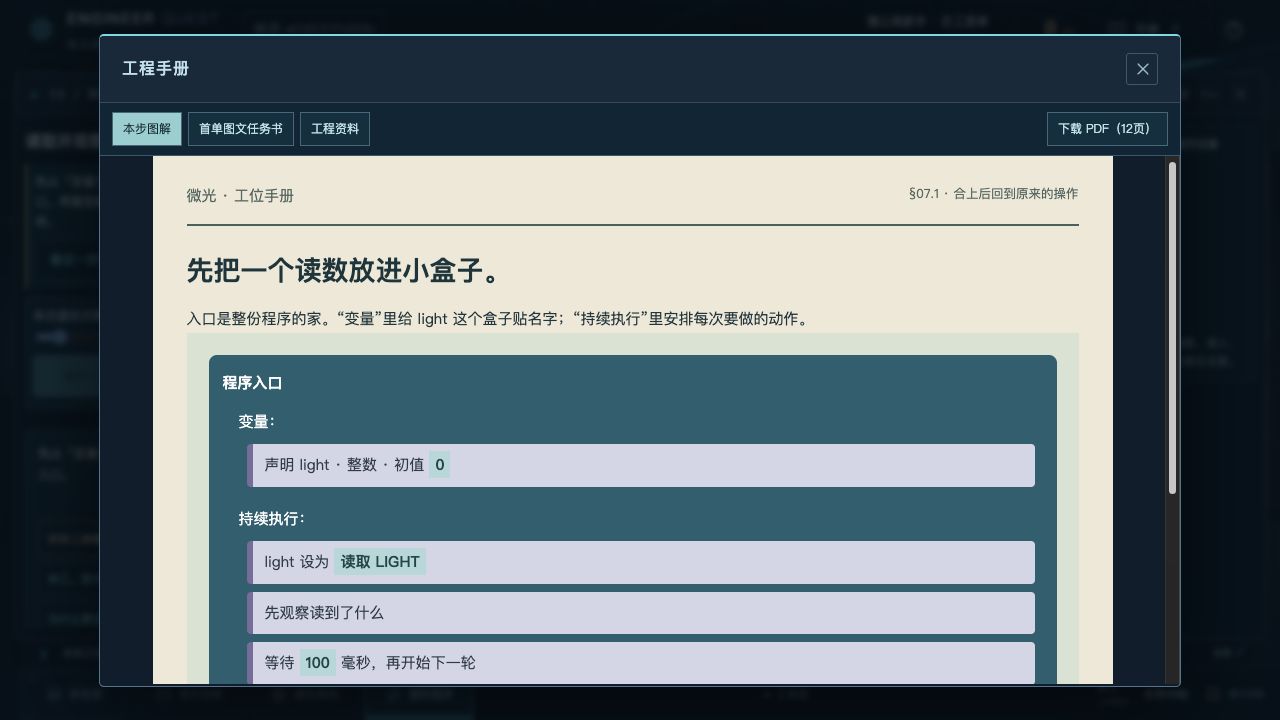 工程手册
本步图解
首单图文任务书
工程资料
下载 PDF（12页）
微光 · 工位手册
§07.1 · 合上后回到原来的操作
先把一个读数放进小盒子。
入口是整份程序的家。“变量”里给 light 这个盒子贴名字；“持续执行”里安排每次要做的动作。
程序入口
变量：
声明 light · 整数 · 初值 0
持续执行：
light 设为 读取 LIGHT
先观察读到了什么
等待 100 毫秒，再开始下一轮